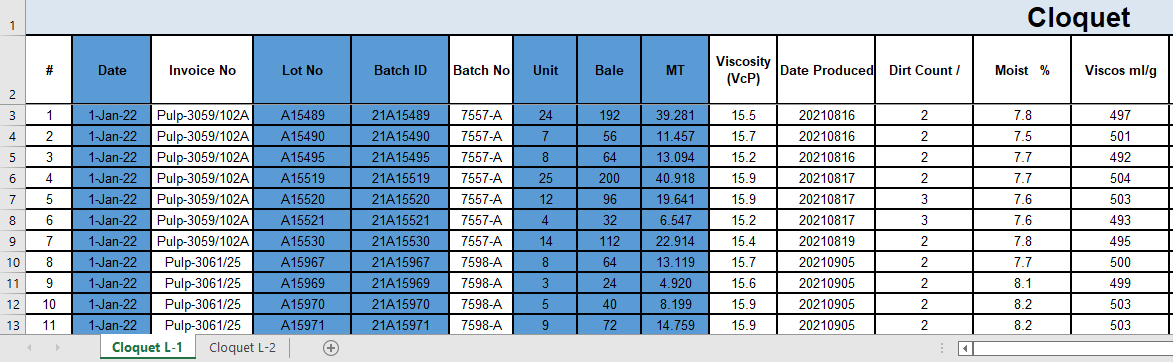 1 Cloquet
2 # Date Invoice No Lot No Batch ID Batch No Unit Bale MT Viscosity (VcP) Date Produced Dirt Count / Moist % Viscos ml/g
3 1 1-Jan-22 Pulp-3059/102A A15489 21A15489 7557-A 24 192 39.281 15.5 20210816 2 7.8 497
4 2 1-Jan-22 Pulp-3059/102A A15490 21A15490 7557-A 7 56 11.457 15.7 20210816 2 7.5 501
5 3 1-Jan-22 Pulp-3059/102A A15495 21A15495 7557-A 8 64 13.094 15.2 20210816 2 7.7 492
6 4 1-Jan-22 Pulp-3059/102A A15519 21A15519 7557-A 25 200 40.918 15.9 20210817 2 7.7 504
7 5 1-Jan-22 Pulp-3059/102A A15520 21A15520 7557-A 12 96 19.641 15.9 20210817 3 7.6 503
8 6 1-Jan-22 Pulp-3059/102A A15521 21A15521 7557-A 4 32 6.547 15.2 20210817 3 7.6 493
9 7 1-Jan-22 Pulp-3059/102A A15530 21A15530 7557-A 14 112 22.914 15.4 20210819 2 7.8 495
10 8 1-Jan-22 Pulp-3061/25 A15967 21A15967 7598-A 8 64 13.119 15.7 20210905 2 7.7 500
11 9 1-Jan-22 Pulp-3061/25 A15969 21A15969 7598-A 3 24 4.920 15.6 20210905 2 8.1 499
12 10 1-Jan-22 Pulp-3061/25 A15970 21A15970 7598-A 5 40 8.199 15.9 20210905 2 8.2 503
13 11 1-Jan-22 Pulp-3061/25 A15971 21A15971 7598-A 9 72 14.759 15.9 20210905 2 8.2 503
Cloquet L-1 Cloquet L-2